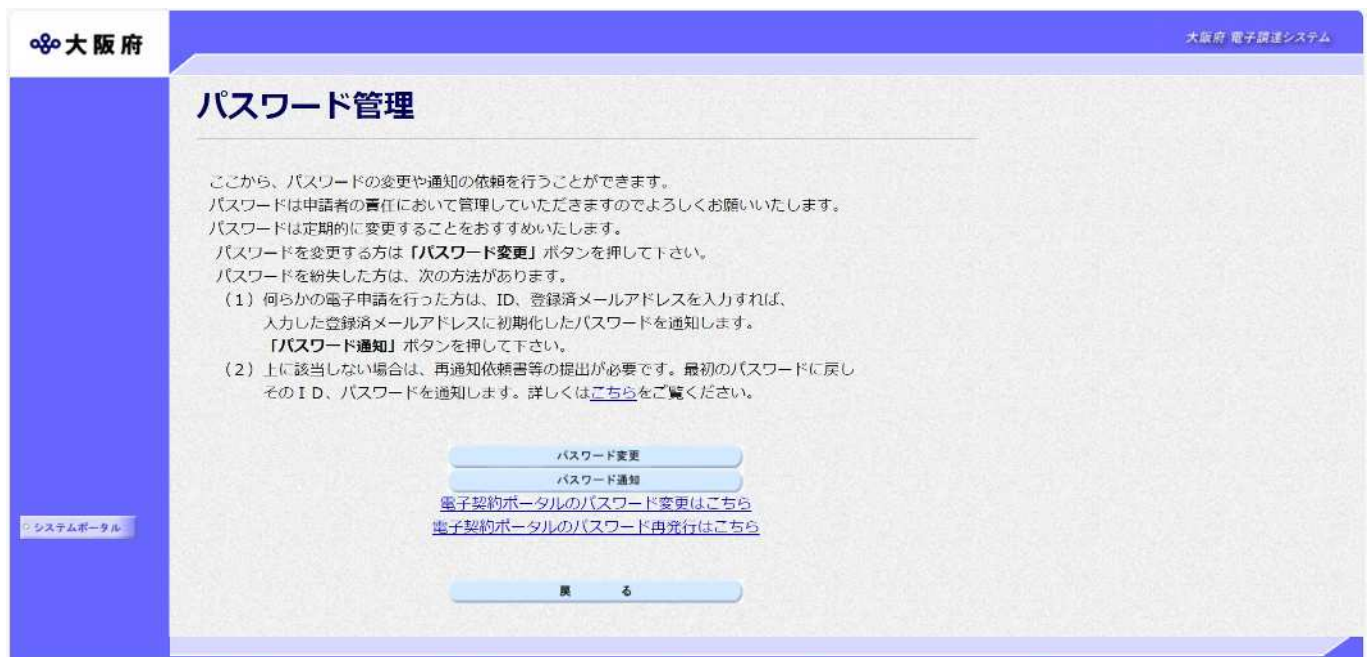 大阪府
大阪府 電子調達システム
パスワード管理
ここから、パスワードの変更や通知の依頼を行うことができます。
パスワードは申請者の責任において管理していただきますのでよろしくお願いいたします。
パスワードは定期的に変更することをおすすめいたします。
パスワードを変更する方は「パスワード変更」ボタンを押して下さい。
パスワードを紛失した方は、次の方法があります。
（1）何らかの電子申請を行った方は、ID、登録済メールアドレスを入力すれば、
入力した登録済メールアドレスに初期化したパスワードを通知します。
「パスワード通知」ボタンを押して下さい。
（2）上に該当しない場合は、再通知依頼書等の提出が必要です。最初のパスワードに戻し
そのＩＤ、パスワードを通知します。詳しくはこちらをご覧ください。
パスワード変更
パスワード通知
電子契約ポータルのパスワード変更はこちら
電子契約ポータルのパスワード再発行はこちら
システムポータル
戻 る